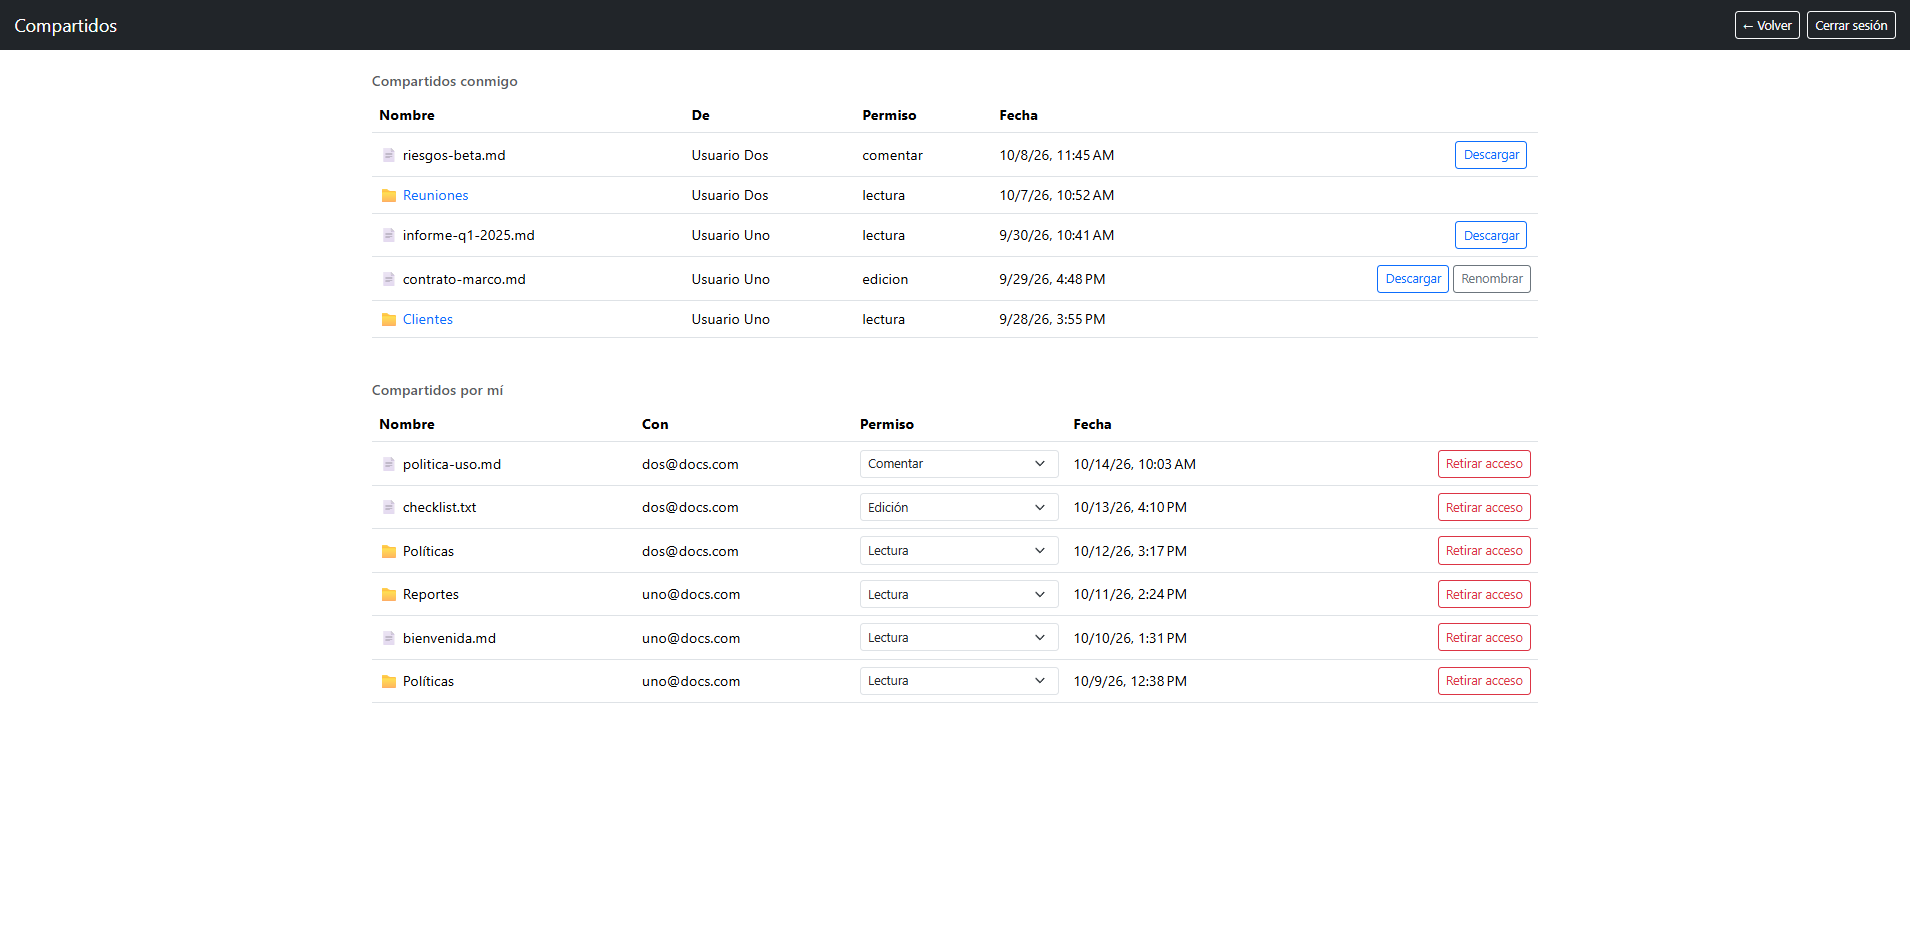 Compartidos ← Volver Cerrar sesión
Compartidos conmigo
Nombre De Permiso Fecha
riesgos-beta.md Usuario Dos comentar 10/8/26, 11:45 AM Descargar
Reuniones Usuario Dos lectura 10/7/26, 10:52 AM
informe-q1-2025.md Usuario Uno lectura 9/30/26, 10:41 AM Descargar
contrato-marco.md Usuario Uno edicion 9/29/26, 4:48 PM Descargar Renombrar
Clientes Usuario Uno lectura 9/28/26, 3:55 PM
Compartidos por mí
Nombre Con Permiso Fecha
politica-uso.md dos@docs.com Comentar 10/14/26, 10:03 AM Retirar acceso
checklist.txt dos@docs.com Edición 10/13/26, 4:10 PM Retirar acceso
Políticas dos@docs.com Lectura 10/12/26, 3:17 PM Retirar acceso
Reportes uno@docs.com Lectura 10/11/26, 2:24 PM Retirar acceso
bienvenida.md uno@docs.com Lectura 10/10/26, 1:31 PM Retirar acceso
Políticas uno@docs.com Lectura 10/9/26, 12:38 PM Retirar acceso